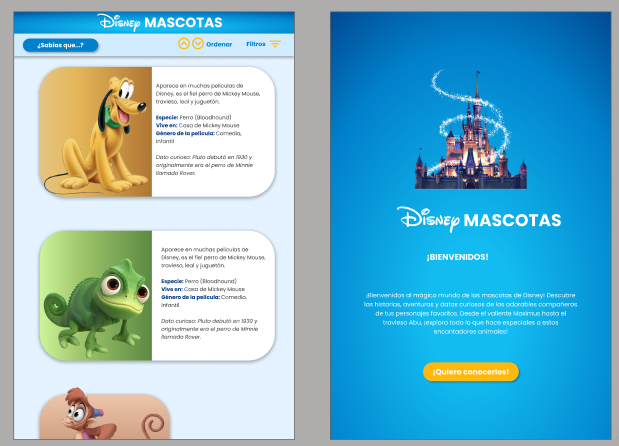 Disney MASCOTAS
¿Sabías que...?
Ordenar
Filtros
Aparece en muchas películas de
Disney, es el fiel perro de Mickey Mouse,
travieso, leal y juguetón.
Especie: Perro (Bloodhound)
Vive en: Casa de Mickey Mouse
Género de la película: Comedia,
Infantil
Dato curioso: Pluto debutó en 1930 y
originalmente era el perro de Minnie
llamado Rover.
Aparece en muchas películas de
Disney, es el fiel perro de Mickey Mouse,
travieso, leal y juguetón.
Especie: Perro (Bloodhound)
Vive en: Casa de Mickey Mouse
Género de la película: Comedia,
Infantil
Dato curioso: Pluto debutó en 1930 y
originalmente era el perro de Minnie
llamado Rover.
Disney MASCOTAS
¡BIENVENIDOS!
¡Bienvenidos al mágico mundo de las mascotas de Disney! Descubre
las historias, aventuras y datos curiosos de los adorables compañeros
de tus personajes favoritos. Desde el valiente Maximus hasta el
travieso Abu, ¡explora todo lo que hace especiales a estos
encantadores animales!
¡Quiero conocerlos!